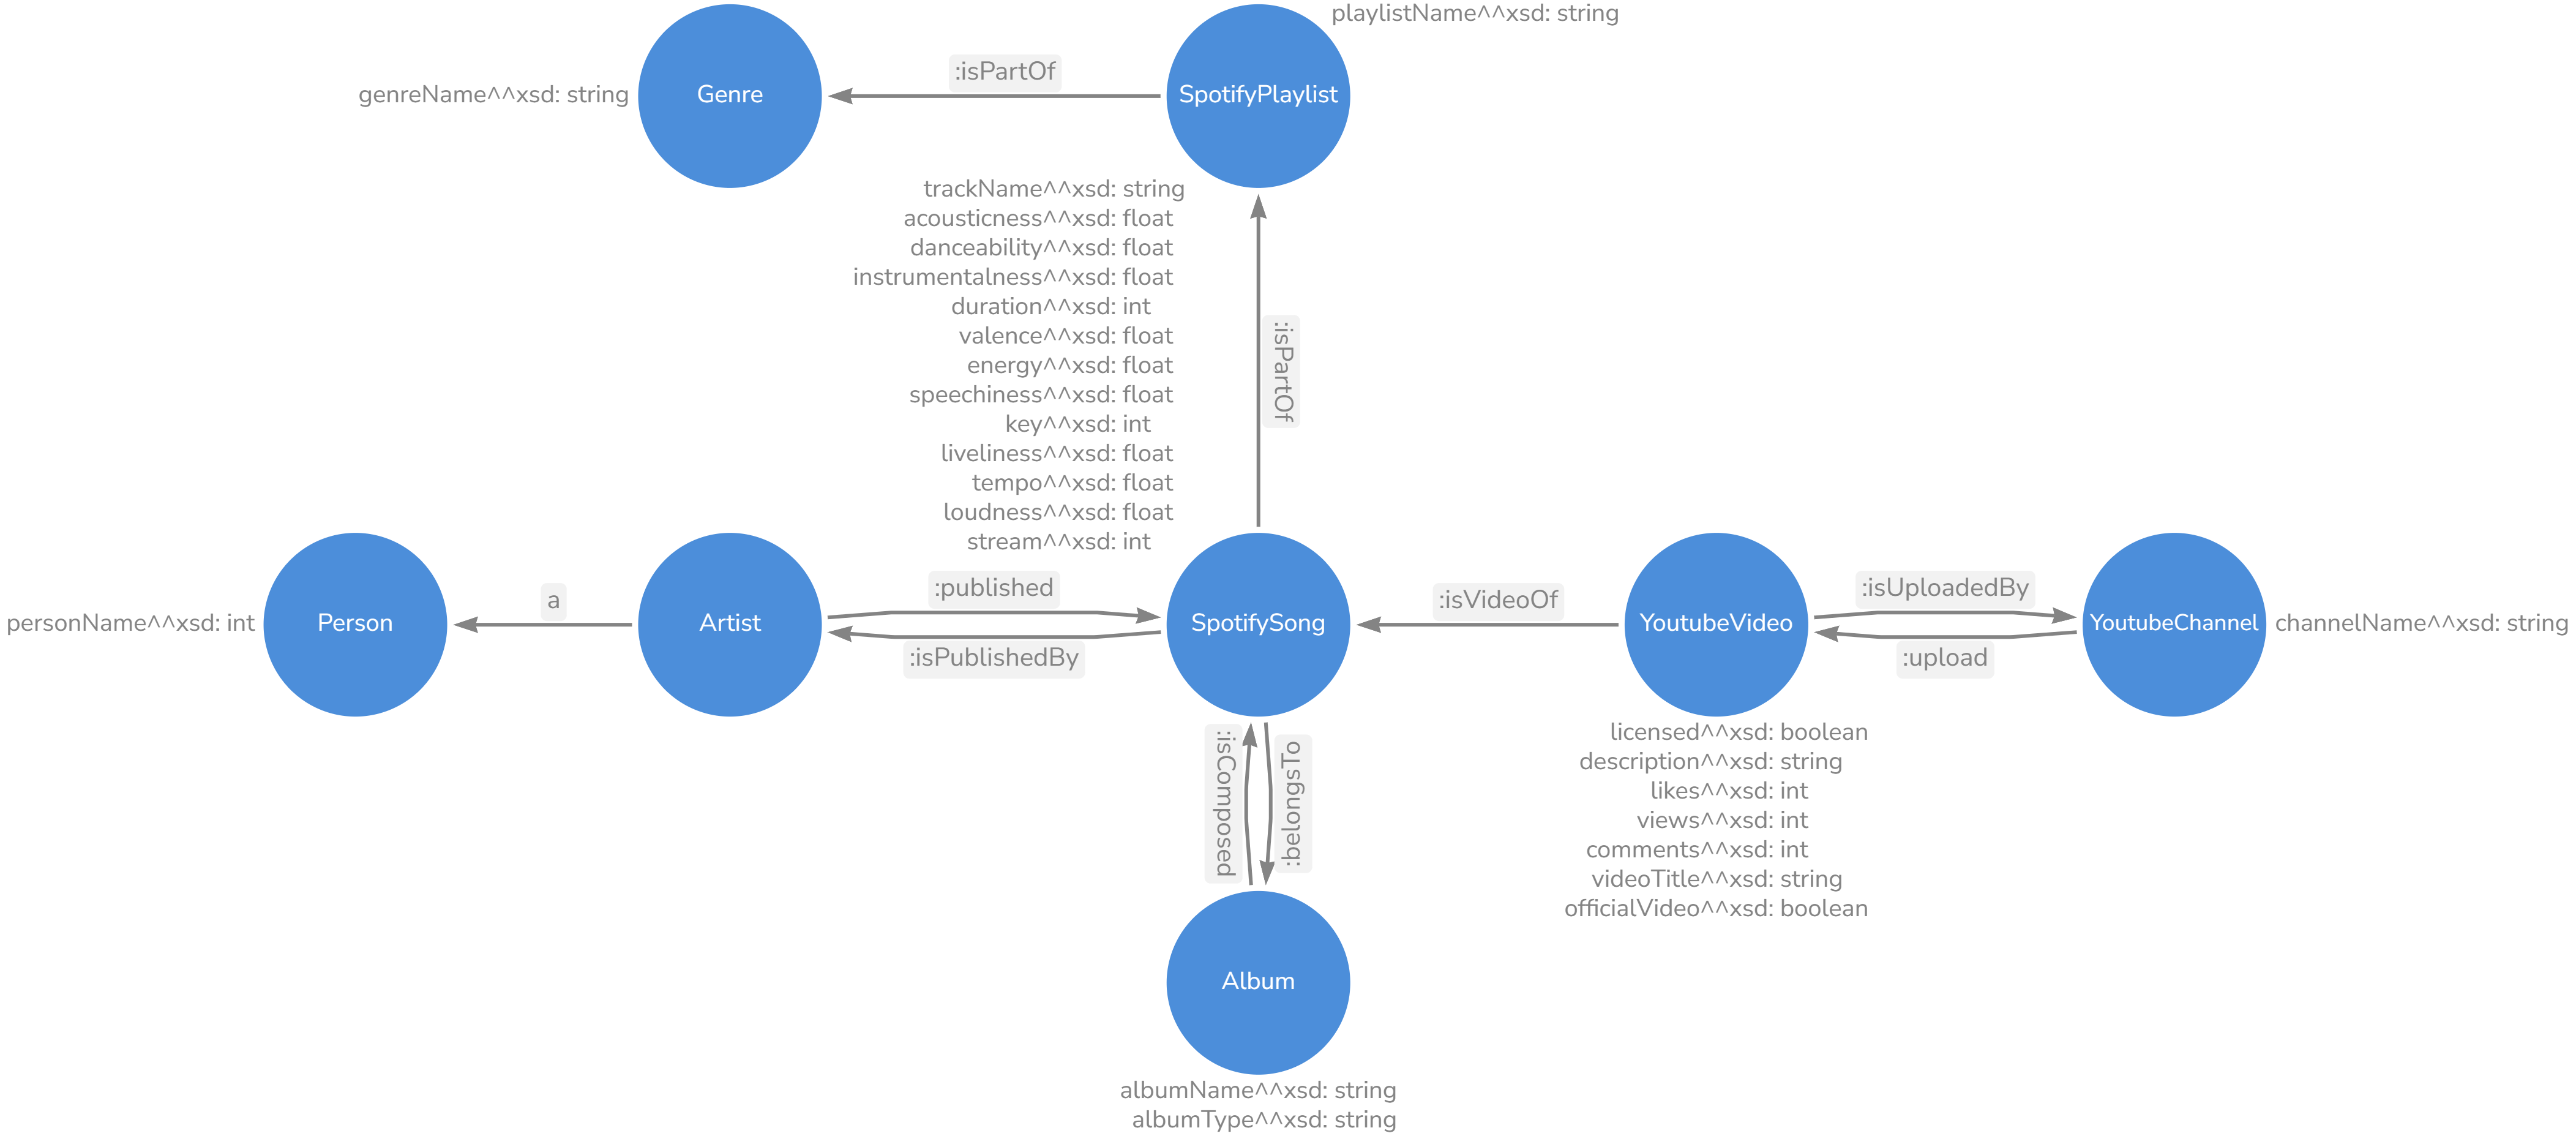 playlistName^^xsd: string
:isPartOf
genreName^^xsd: string
Genre
SpotifyPlaylist
trackName^^xsd: string
acousticness^^xsd: float
danceability^^xsd: float
instrumentalness^^xsd: float
duration^^xsd: int
valence^^xsd: float
energy^^xsd: float
speechiness^^xsd: float
key^^xsd: int
liveliness^^xsd: float
tempo^^xsd: float
loudness^^xsd: float
stream^^xsd: int
:isPartOf
personName^^xsd: int
Person
a
Artist
:published
:isPublishedBy
SpotifySong
:isVideoOf
YoutubeVideo
:isUploadedBy
:upload
YoutubeChannel
channelName^^xsd: string
:isComposed
:belongsTo
licensed^^xsd: boolean
description^^xsd: string
likes^^xsd: int
views^^xsd: int
comments^^xsd: int
videoTitle^^xsd: string
officialVideo^^xsd: boolean
Album
albumName^^xsd: string
albumType^^xsd: string